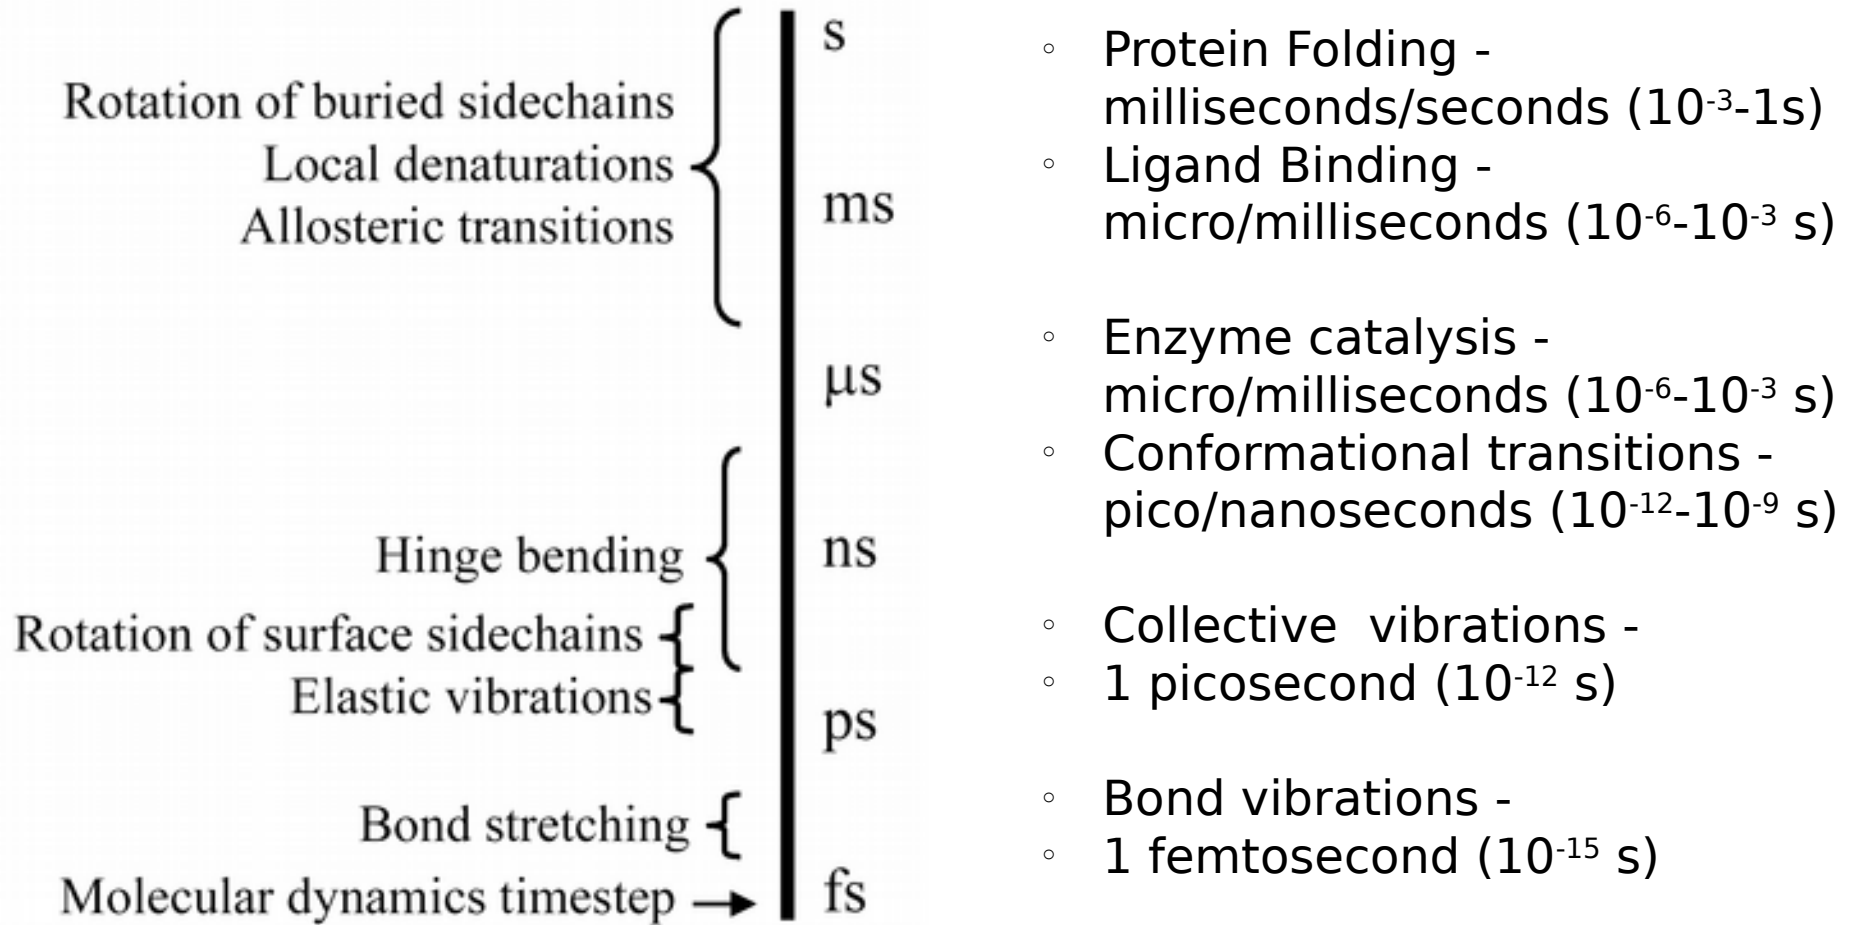 s
Rotation of buried sidechains
Local denaturations
ms
Allosteric transitions
μs
Hinge bending
ns
Rotation of surface sidechains
Elastic vibrations
ps
Bond stretching
Molecular dynamics timestep
fs
◦ Protein Folding -
milliseconds/seconds (10⁻³-1s)
◦ Ligand Binding -
micro/milliseconds (10⁻⁶-10⁻³ s)
◦ Enzyme catalysis -
micro/milliseconds (10⁻⁶-10⁻³ s)
◦ Conformational transitions -
pico/nanoseconds (10⁻¹²-10⁻⁹ s)
◦ Collective  vibrations -
◦ 1 picosecond (10⁻¹² s)
◦ Bond vibrations -
◦ 1 femtosecond (10⁻¹⁵ s)